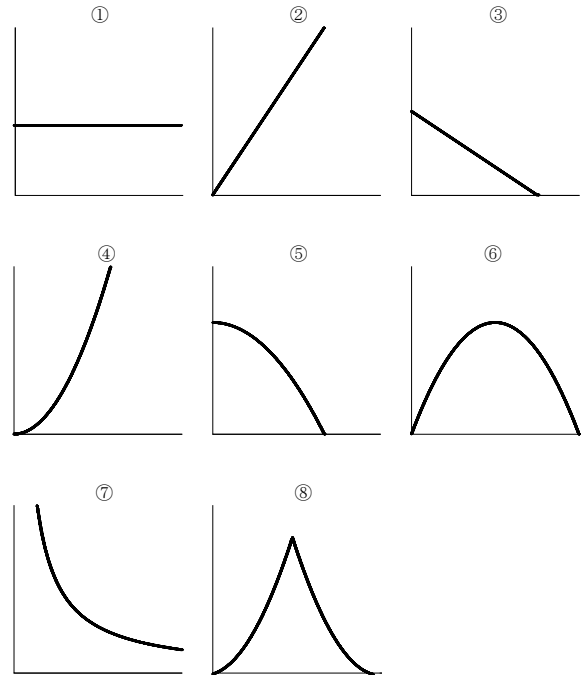 ① ② ③
④ ⑤ ⑥
⑦ ⑧